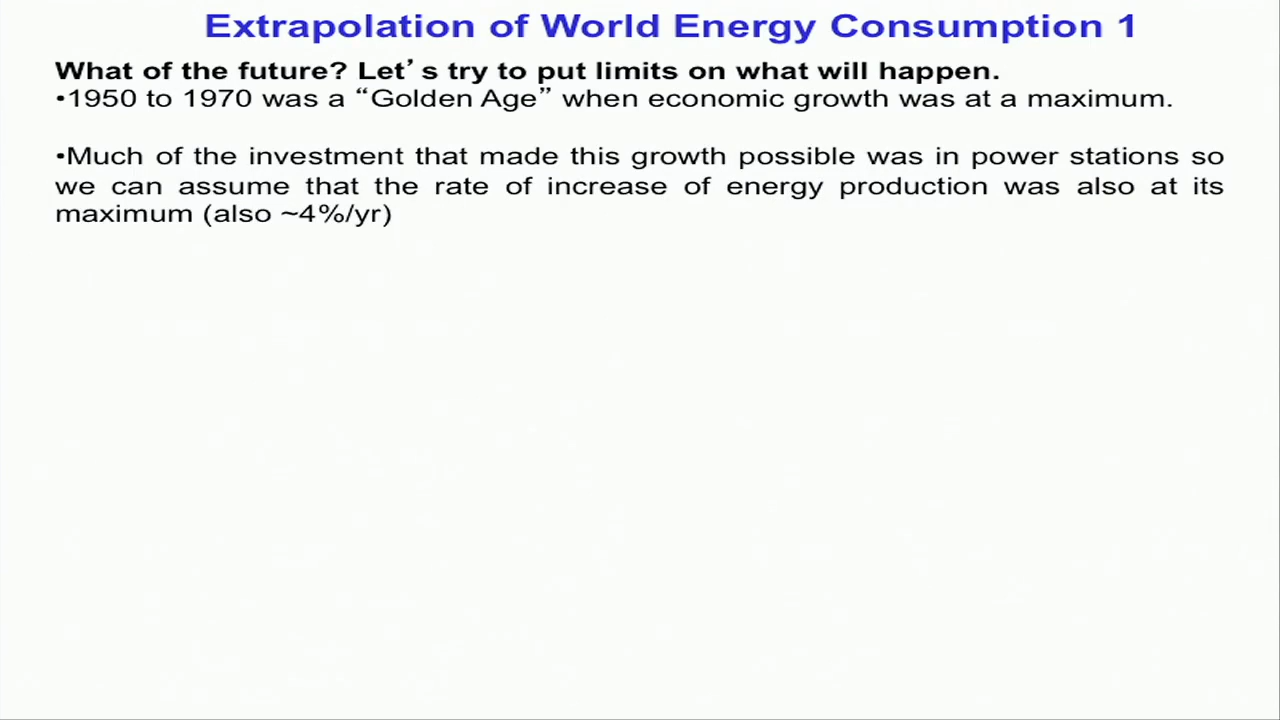 Extrapolation of World Energy Consumption 1
What of the future? Let’s try to put limits on what will happen.
•1950 to 1970 was a “Golden Age” when economic growth was at a maximum.
•Much of the investment that made this growth possible was in power stations so
we can assume that the rate of increase of energy production was also at its
maximum (also ~4%/yr)